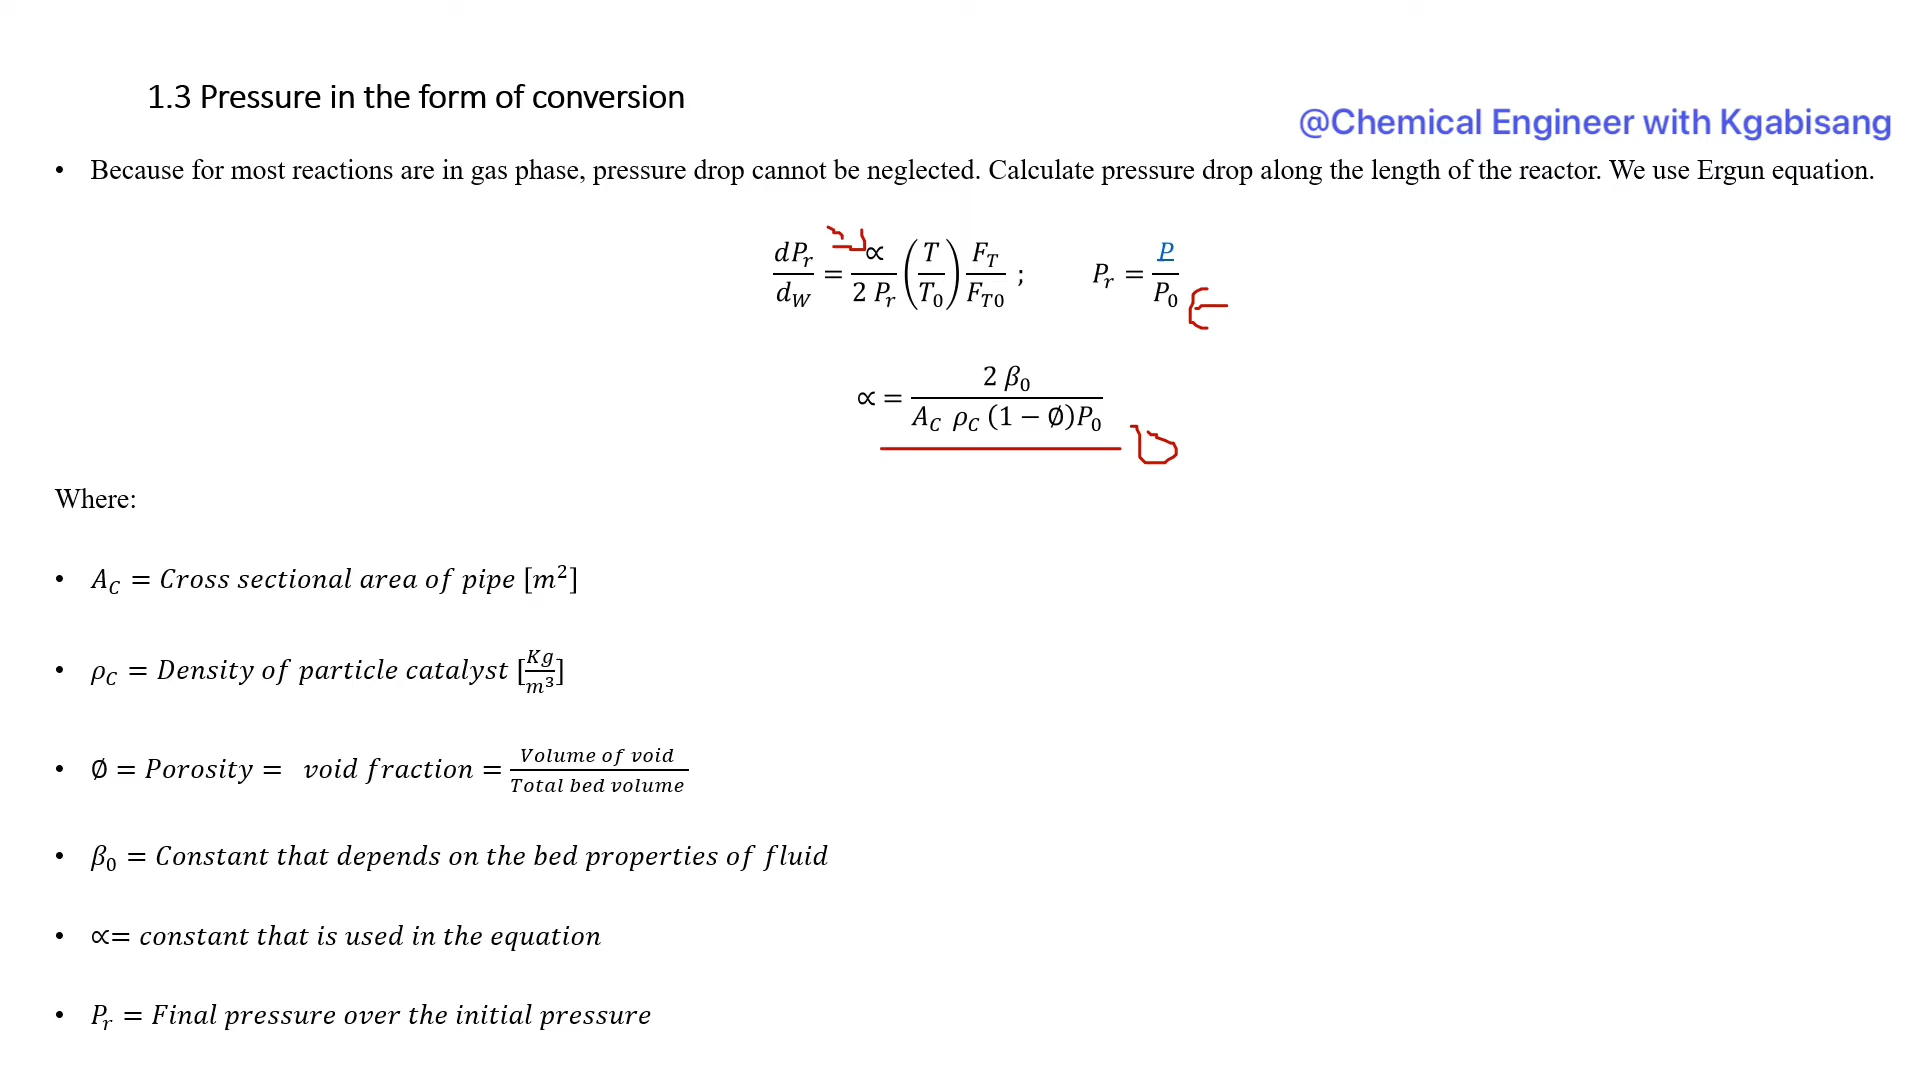 1.3 Pressure in the form of conversion
@Chemical Engineer with Kgabisang
• Because for most reactions are in gas phase, pressure drop cannot be neglected. Calculate pressure drop along the length of the reactor. We use Ergun equation.
dP_r/d_W = ∝/(2 P_r) (T/T_0) F_T/F_T0 ; P_r = P/P_0
∝ = 2 β_0/(A_C ρ_C (1 − ∅)P_0)
Where:
• A_C = Cross sectional area of pipe [m²]
• ρ_C = Density of particle catalyst [Kg/m³]
• ∅ = Porosity = void fraction = Volume of void/Total bed volume
• β_0 = Constant that depends on the bed properties of fluid
• ∝= constant that is used in the equation
• P_r = Final pressure over the initial pressure